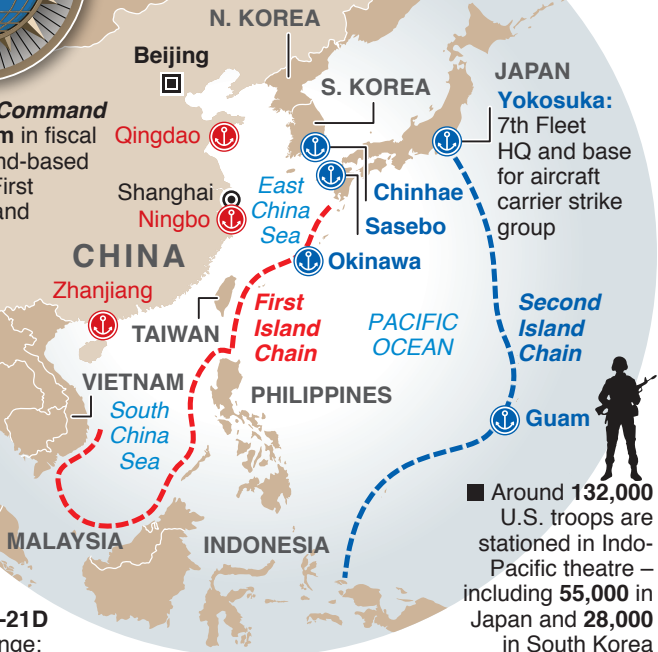 N. KOREA
Beijing
S. KOREA
JAPAN
Yokosuka:
7th Fleet
HQ and base
for aircraft
carrier strike
group
Command
m in fiscal
nd-based
First
and
Qingdao
Shanghai
Ningbo
East
China
Sea
Chinhae
Sasebo
CHINA
Okinawa
Zhanjiang
TAIWAN
First
Island
Chain
PACIFIC
OCEAN
Second
Island
Chain
VIETNAM
PHILIPPINES
South
China
Sea
Guam
MALAYSIA
INDONESIA
■ Around 132,000
U.S. troops are
stationed in Indo-
Pacific theatre –
including 55,000 in
Japan and 28,000
in South Korea
-21D
nge: